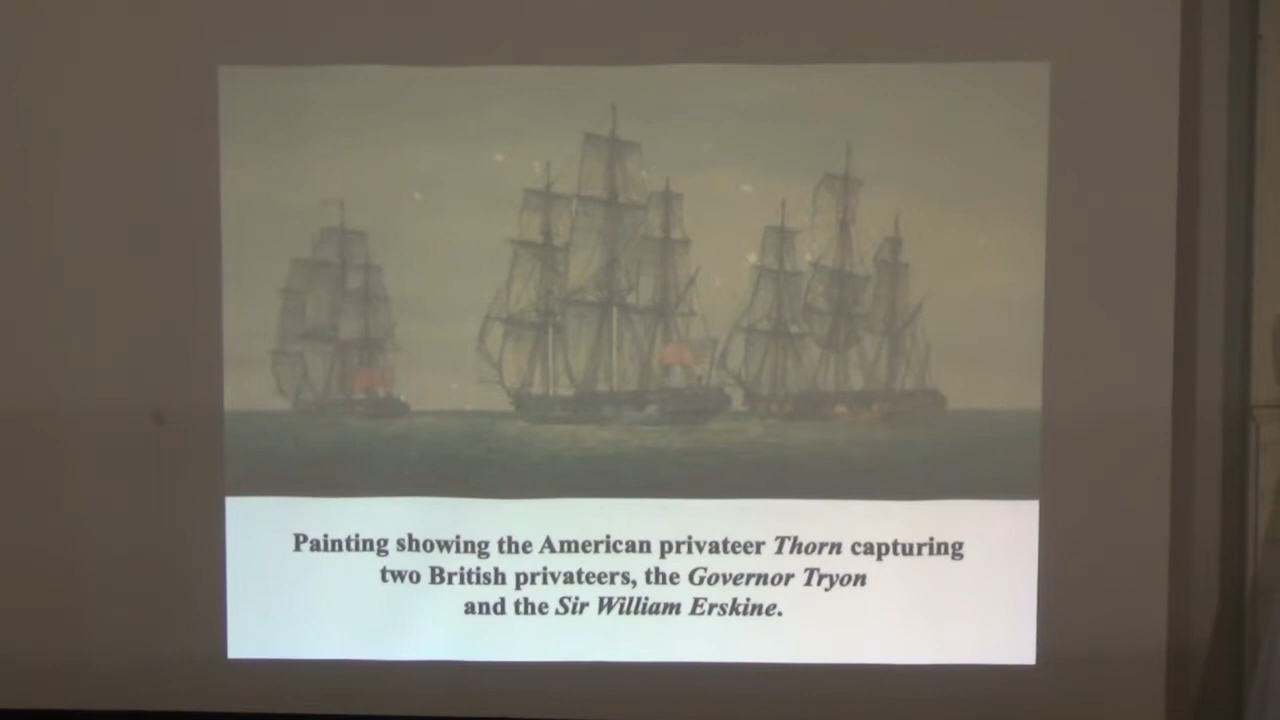 Painting showing the American privateer Thorn capturing
two British privateers, the Governor Tryon
and the Sir William Erskine.